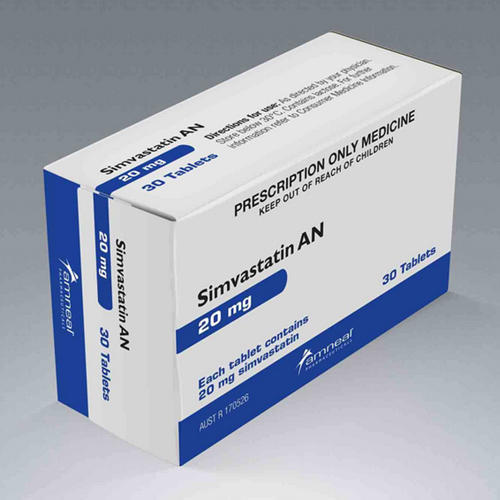 Simvastatin AN
20 mg
30 Tablets
Directions for use: As directed by your physician.
Store below 30°C. Contains lactose. For further
information refer to Consumer Medicine Information.
PRESCRIPTION ONLY MEDICINE
KEEP OUT OF REACH OF CHILDREN
Simvastatin AN
20 mg
30 Tablets
Each tablet contains
20 mg simvastatin
AUST R 170526
amneal
PHARMACEUTICALS
Simvastatin AN
20 mg
30 Tablets
amneal
PHARMACEUTICALS